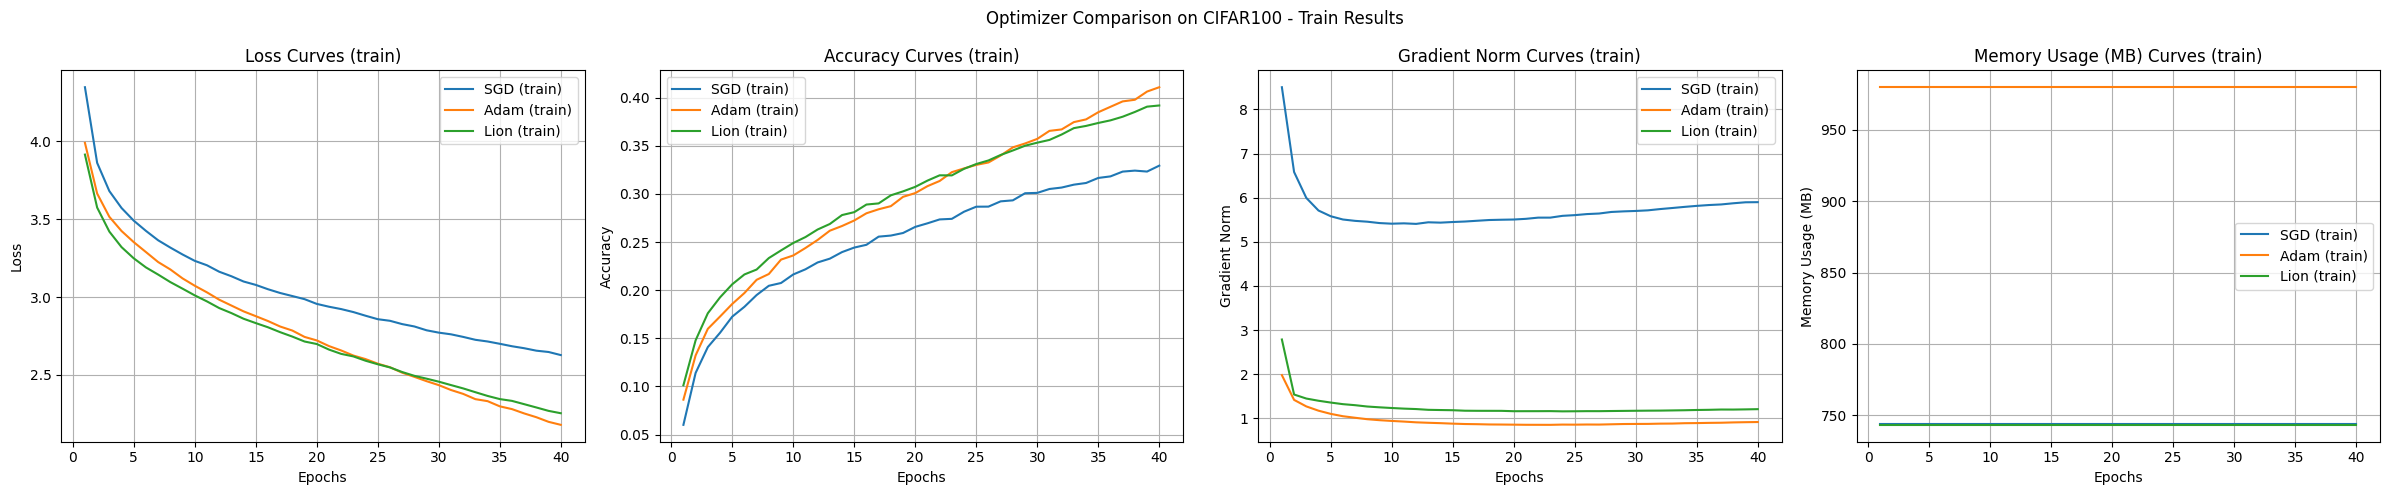 Optimizer Comparison on CIFAR100 - Train Results
Loss Curves (train)
Loss
4.0
3.5
3.0
2.5
0 5 10 15 20 25 30 35 40
Epochs
SGD (train)
Adam (train)
Lion (train)
Accuracy Curves (train)
Accuracy
0.40
0.35
0.30
0.25
0.20
0.15
0.10
0.05
0 5 10 15 20 25 30 35 40
Epochs
SGD (train)
Adam (train)
Lion (train)
Gradient Norm Curves (train)
Gradient Norm
8
7
6
5
4
3
2
1
0 5 10 15 20 25 30 35 40
Epochs
SGD (train)
Adam (train)
Lion (train)
Memory Usage (MB) Curves (train)
Memory Usage (MB)
950
900
850
800
750
0 5 10 15 20 25 30 35 40
Epochs
SGD (train)
Adam (train)
Lion (train)